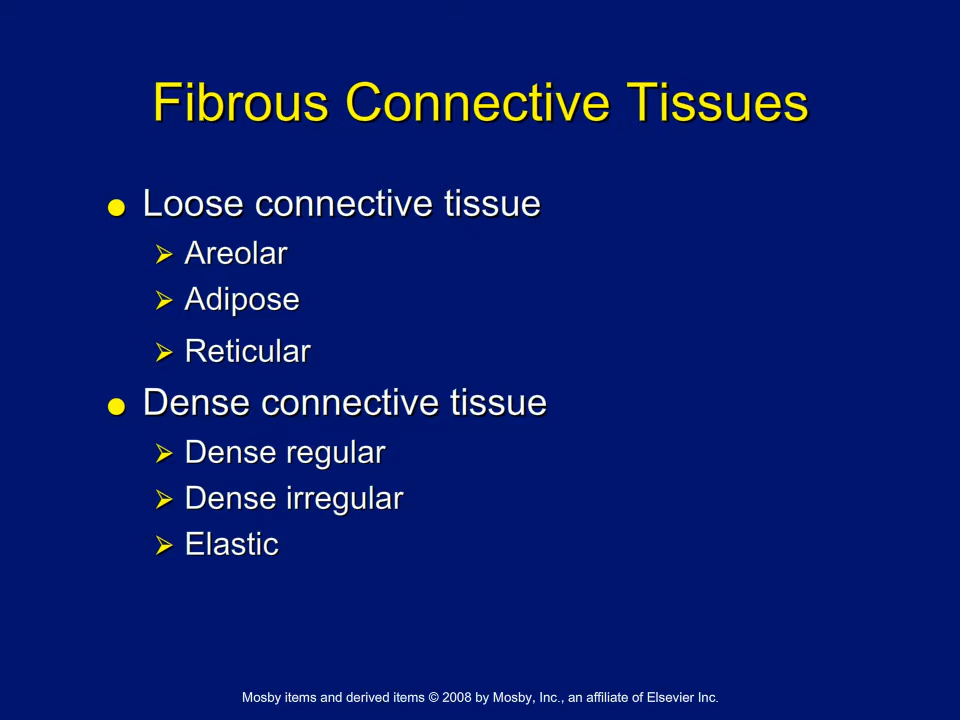 Fibrous Connective Tissues
● Loose connective tissue
➢ Areolar
➢ Adipose
➢ Reticular
● Dense connective tissue
➢ Dense regular
➢ Dense irregular
➢ Elastic
Mosby items and derived items © 2008 by Mosby, Inc., an affiliate of Elsevier Inc.